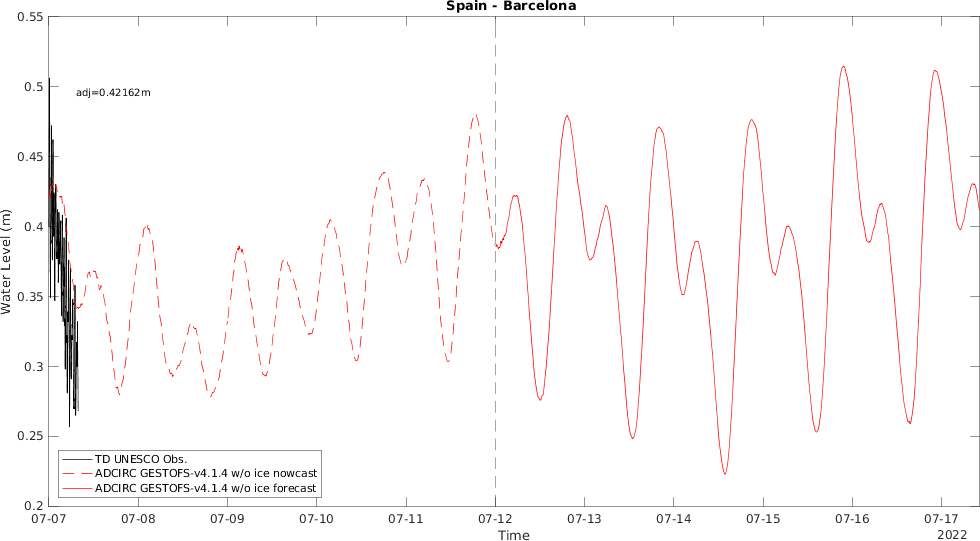 Spain - Barcelona
0.55
0.5
0.45
0.4
0.35
0.3
0.25
0.2
Water Level (m)
adj=0.42162m
TD UNESCO Obs.
ADCIRC GESTOFS-v4.1.4 w/o ice nowcast
ADCIRC GESTOFS-v4.1.4 w/o ice forecast
07-07 07-08 07-09 07-10 07-11 07-12 07-13 07-14 07-15 07-16 07-17
Time
2022